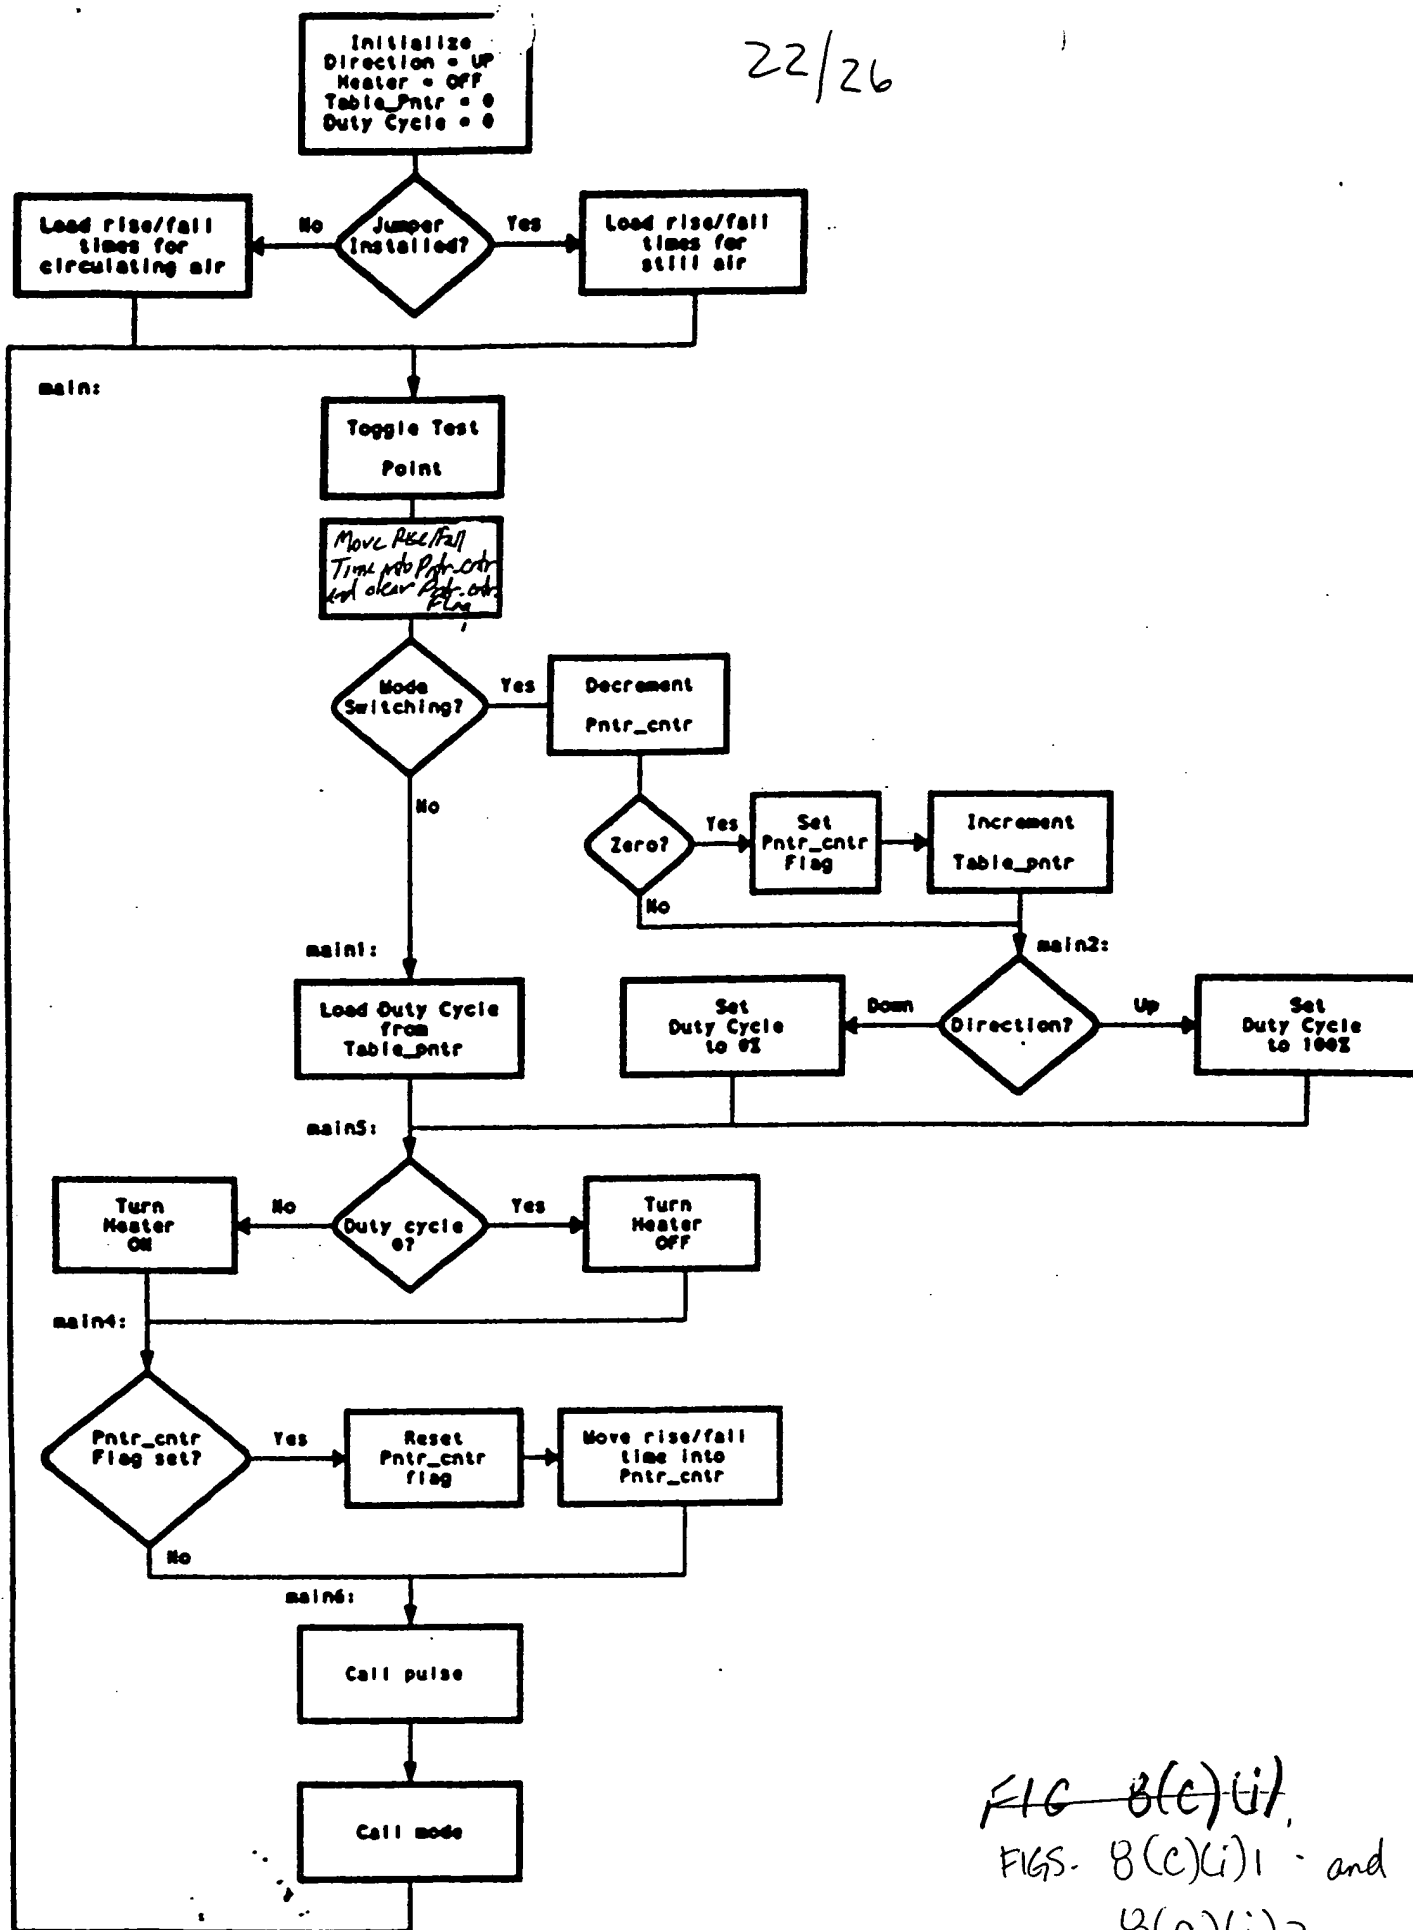 22/26
Initialize
Direction = UP
Heater = OFF
Table_Pntr = 0
Duty Cycle = 0
Load rise/fall
times for
circulating air
No
Jumper
Installed?
Yes
Load rise/fall
times for
still air
main:
Toggle Test
Point
Move Rise/Fall
Time into Pntr_cntr
and clear Pntr_cntr
Flag
Mode
Switching?
Yes
Decrement
Pntr_cntr
No
Zero?
Yes
Set
Pntr_cntr
Flag
Increment
Table_pntr
No
main1:
main2:
Load Duty Cycle
from
Table_pntr
Set
Duty Cycle
to 0%
Down
Direction?
Up
Set
Duty Cycle
to 100%
main5:
Turn
Heater
ON
No
Duty cycle
0?
Yes
Turn
Heater
OFF
main4:
Pntr_cntr
Flag set?
Yes
Reset
Pntr_cntr
flag
Move rise/fall
time into
Pntr_cntr
No
main6:
Call pulse
Call mode
FIG 8(c)(i)
FIGS. 8(c)(i)1 and
8(c)(i)2